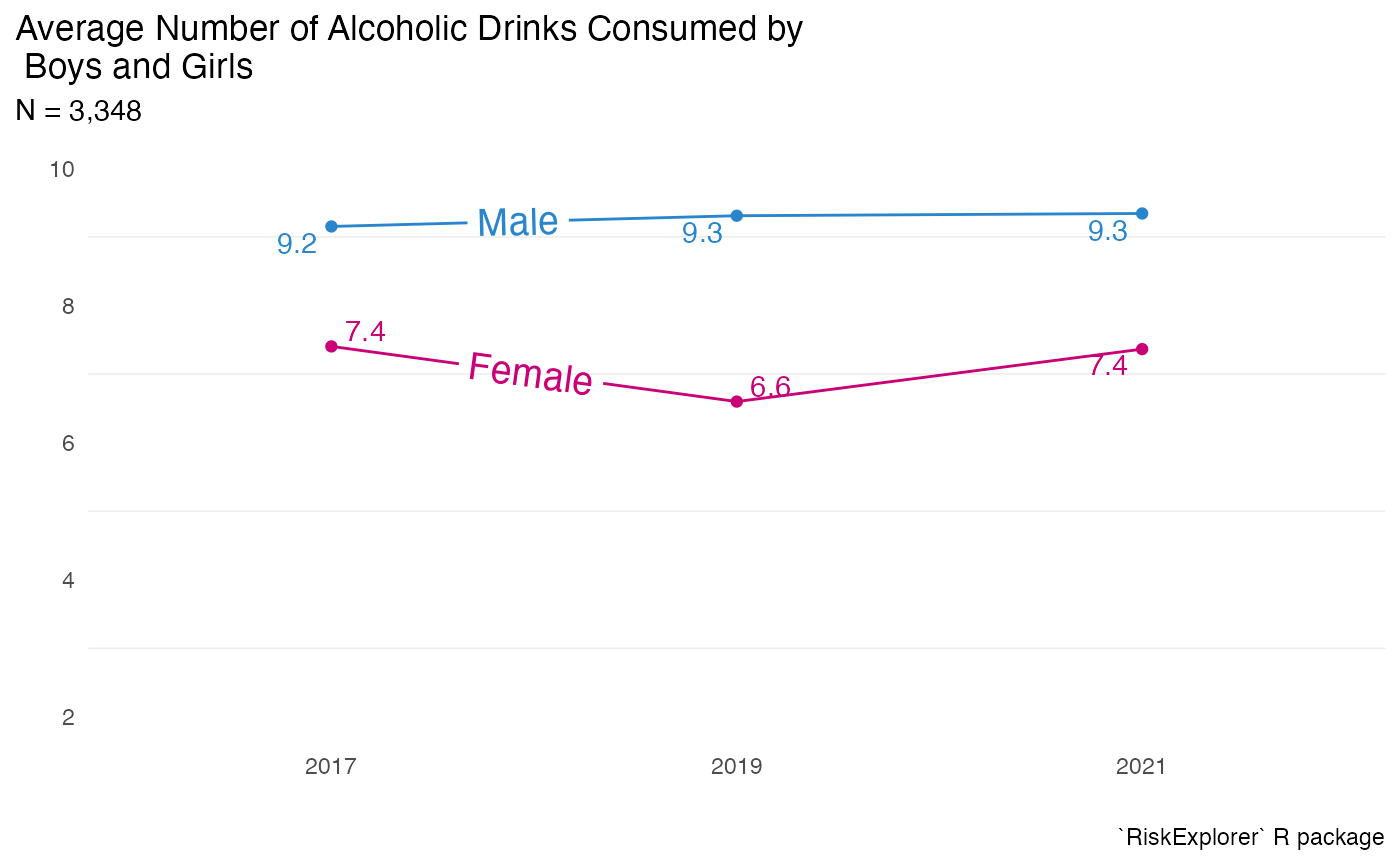 Average Number of Alcoholic Drinks Consumed by
Boys and Girls
N = 3,348
10
Male
9.2
9.3
9.3
8
7.4
Female
6.6
7.4
6
4
2
2017
2019
2021
`RiskExplorer` R package